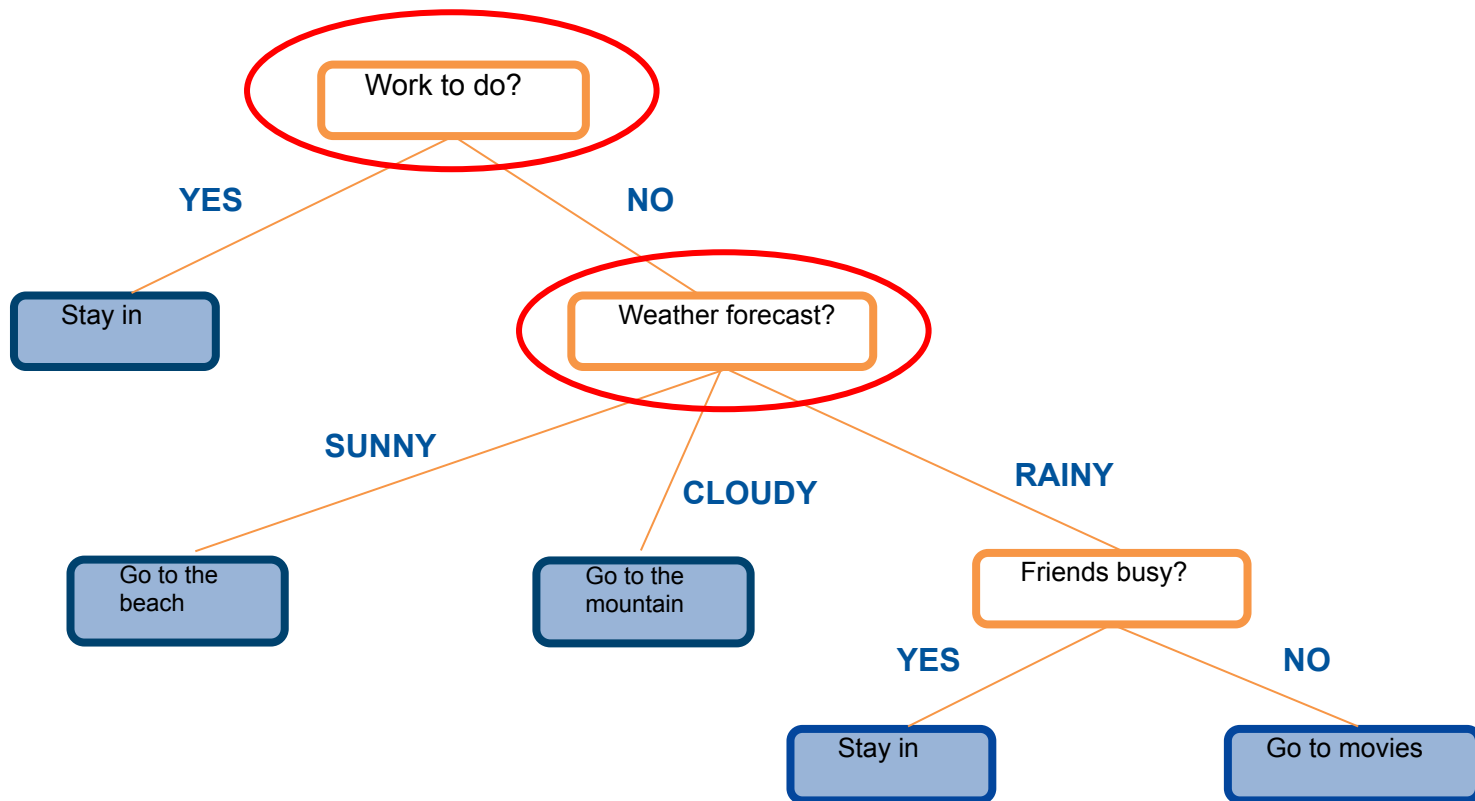 Work to do?
YES
NO
Stay in
Weather forecast?
SUNNY
CLOUDY
RAINY
Go to the
beach
Go to the
mountain
Friends busy?
YES
NO
Stay in
Go to movies